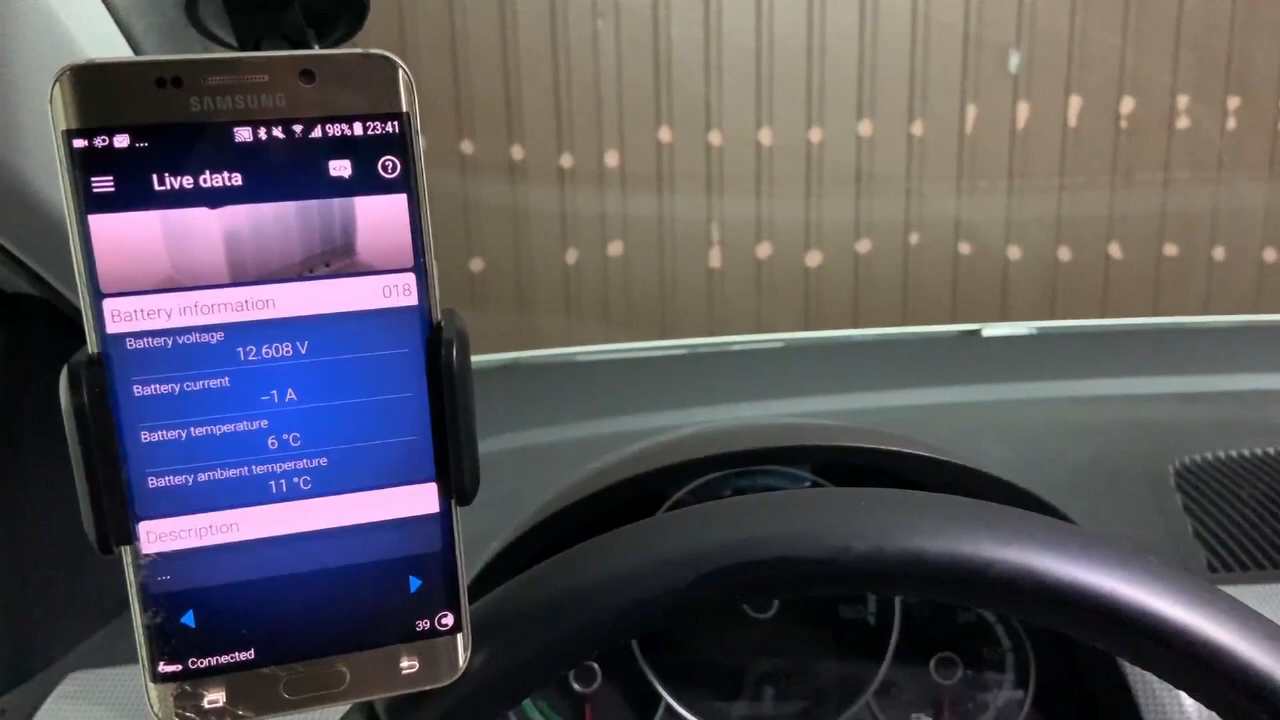 SAMSUNG
... 98% 23:41
Live data
Battery information 018
Battery voltage
12.608 V
Battery current
–1 A
Battery temperature
6 °C
Battery ambient temperature
11 °C
Description
...
39
Connected